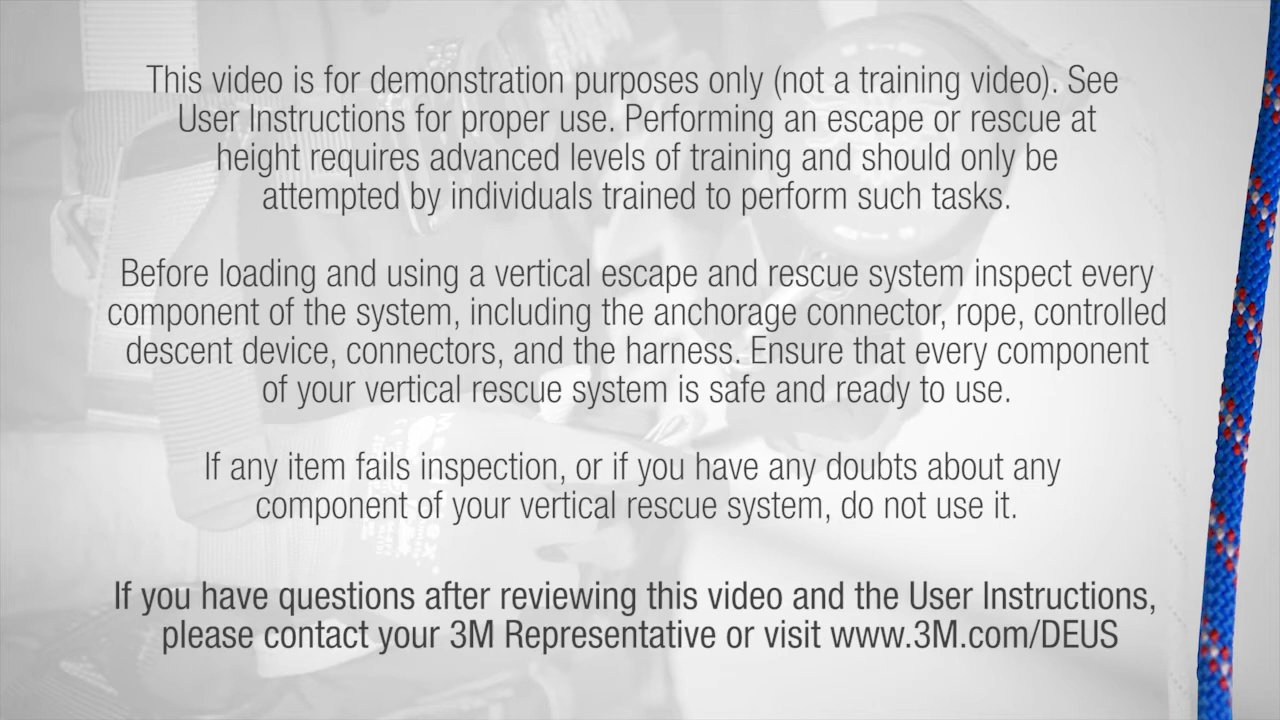 This video is for demonstration purposes only (not a training video). See
User Instructions for proper use. Performing an escape or rescue at
height requires advanced levels of training and should only be
attempted by individuals trained to perform such tasks.
Before loading and using a vertical escape and rescue system inspect every
component of the system, including the anchorage connector, rope, controlled
descent device, connectors, and the harness. Ensure that every component
of your vertical rescue system is safe and ready to use.
If any item fails inspection, or if you have any doubts about any
component of your vertical rescue system, do not use it.
If you have questions after reviewing this video and the User Instructions,
please contact your 3M Representative or visit www.3M.com/DEUS